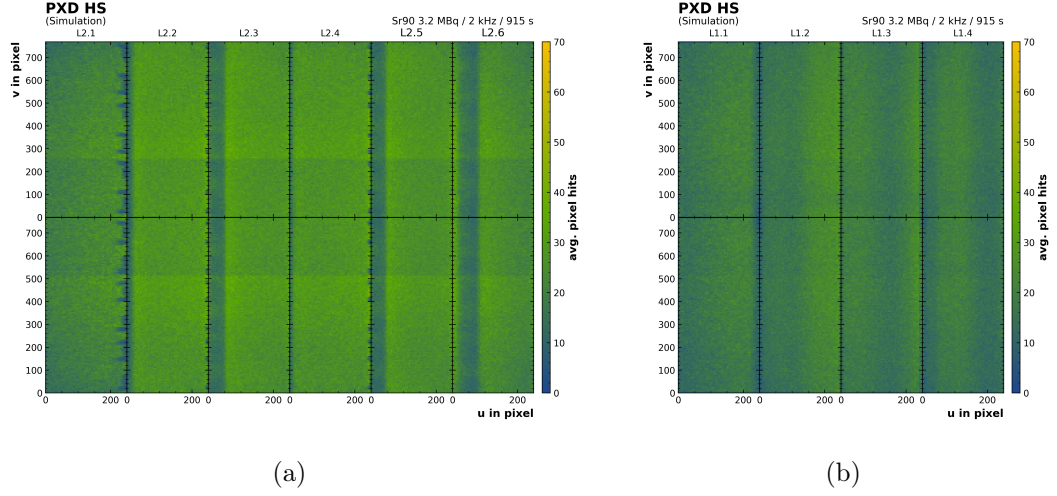 PXD HS
(Simulation)
Sr90 3.2 MBq / 2 kHz / 915 s
L2.1 L2.2 L2.3 L2.4 L2.5 L2.6
v in pixel
700
600
500
400
300
200
100
0
700
600
500
400
300
200
100
0
0 200 0 200 0 200 0 200 0 200 0 200
u in pixel
70
60
50
40
30
20
10
0
avg. pixel hits
(a)
PXD HS
(Simulation)
Sr90 3.2 MBq / 2 kHz / 915 s
L1.1 L1.2 L1.3 L1.4
v in pixel
700
600
500
400
300
200
100
0
700
600
500
400
300
200
100
0
0 200 0 200 0 200 0 200
u in pixel
70
60
50
40
30
20
10
0
avg. pixel hits
(b)